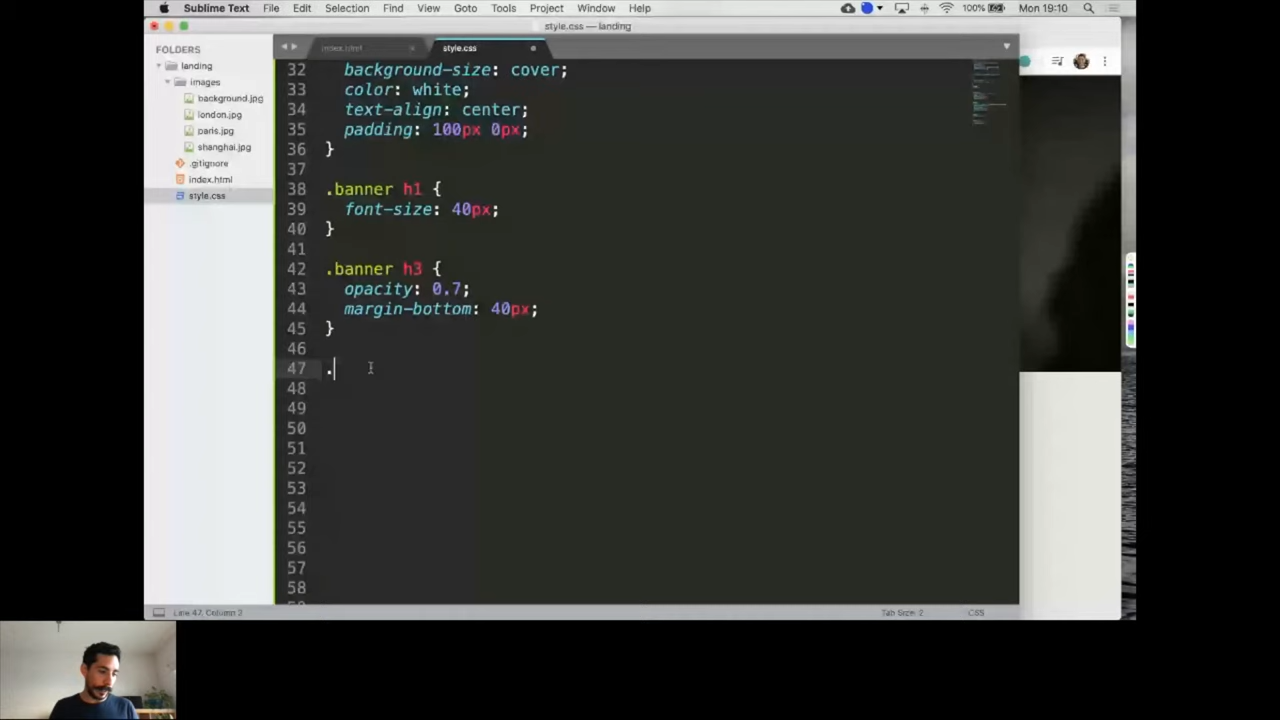 Sublime Text File Edit Selection Find View Goto Tools Project Window Help 100% Mon 19:10
style.css — landing
FOLDERS
landing
images
background.jpg
london.jpg
paris.jpg
shanghai.jpg
.gitignore
index.html
style.css
index.html style.css
32 background-size: cover;
33 color: white;
34 text-align: center;
35 padding: 100px 0px;
36 }
37
38 .banner h1 {
39 font-size: 40px;
40 }
41
42 .banner h3 {
43 opacity: 0.7;
44 margin-bottom: 40px;
45 }
46
47 .
48
49
50
51
52
53
54
55
56
57
58
Line 47, Column 2 Tab Size: 2 CSS